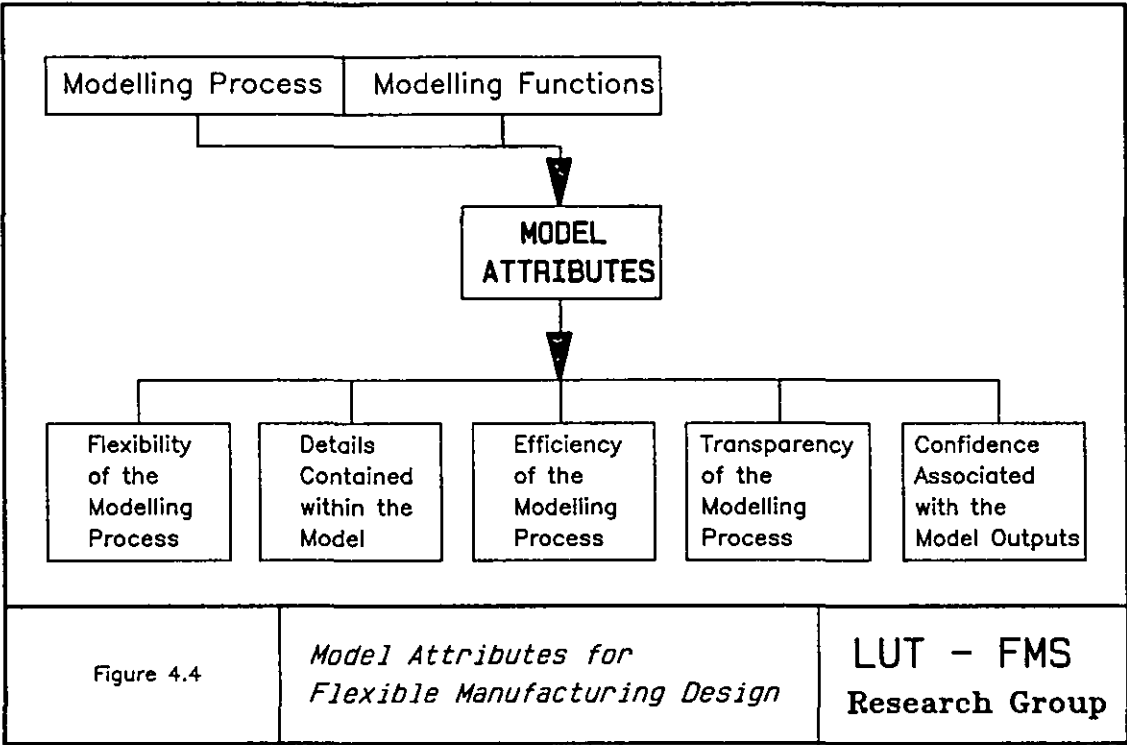 Modelling Process
Modelling Functions
MODEL
ATTRIBUTES
Flexibility
of the
Modelling
Process
Details
Contained
within the
Model
Efficiency
of the
Modelling
Process
Transparency
of the
Modelling
Process
Confidence
Associated
with the
Model Outputs
Figure 4.4
Model Attributes for
Flexible Manufacturing Design
LUT - FMS
Research Group